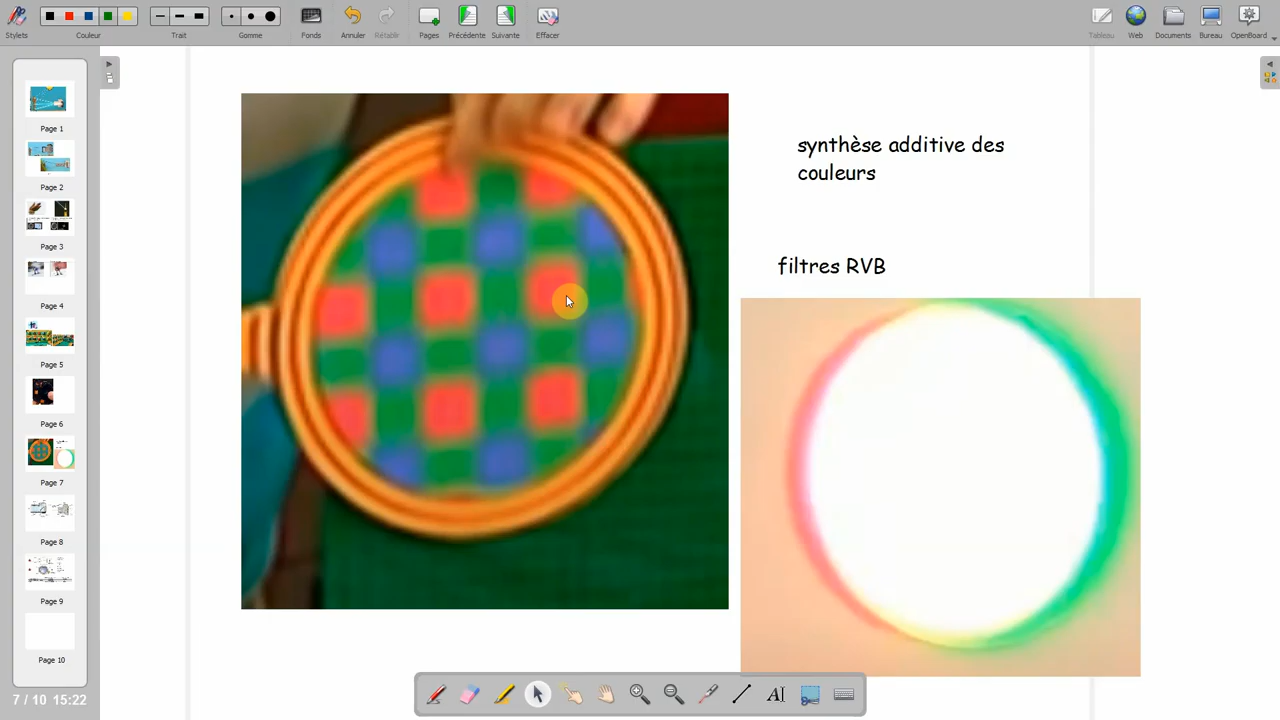 Stylets
Couleur
Trait
Gomme
Fonds
Annuler
Rétablir
Pages
Précédente
Suivante
Effacer
Tableau
Web
Documents
Bureau
OpenBoard
Page 1
Page 2
Page 3
Page 4
Page 5
Page 6
Page 7
Page 8
Page 9
Page 10
7 / 10 15:22
synthèse additive des
couleurs
filtres RVB
AI